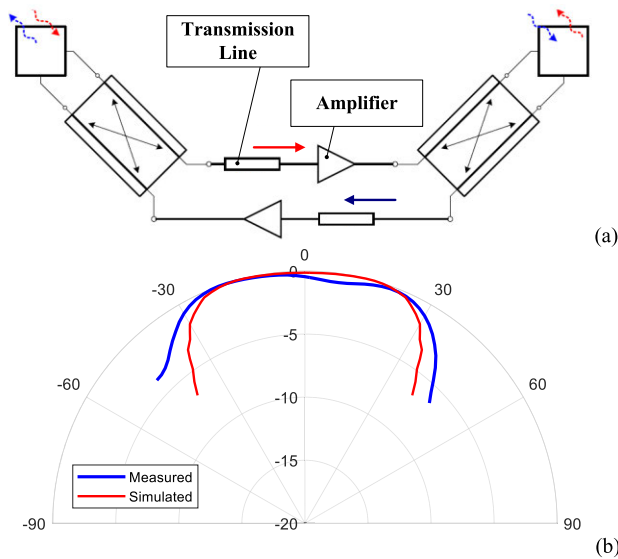 Transmission
Line
Amplifier
(a)
0
-30
0
30
-5
-60
-10
60
-15
Measured
Simulated
-90
-20
90
(b)